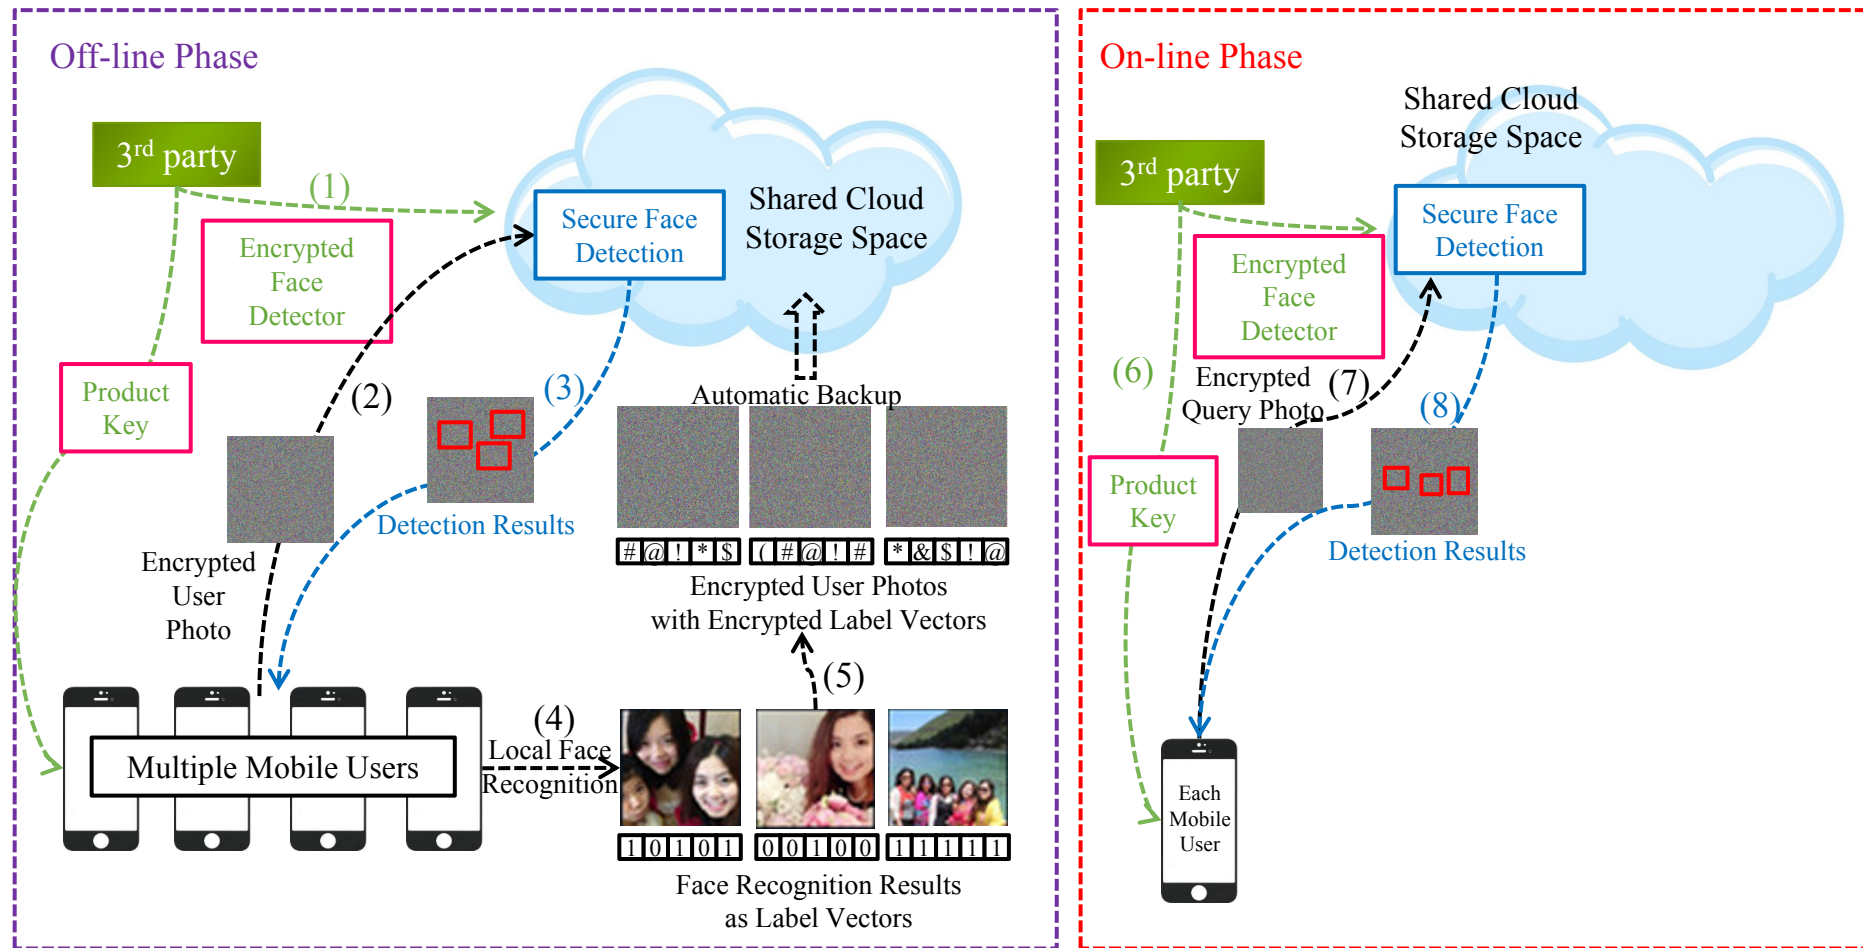 Off-line Phase
3rd party
(1)
Encrypted
Face
Detector
Product
Key
(2)
Encrypted
User
Photo
Secure Face
Detection
Shared Cloud
Storage Space
(3)
Detection Results
Automatic Backup
#@!*$
(#@!#
*&$!@
Encrypted User Photos
with Encrypted Label Vectors
(5)
Multiple Mobile Users
(4)
Local Face
Recognition
10101
00100
11111
Face Recognition Results
as Label Vectors
On-line Phase
Shared Cloud
Storage Space
3rd party
Secure Face
Detection
Encrypted
Face
Detector
(6)
Encrypted
Query Photo
(7)
(8)
Product
Key
Detection Results
Each
Mobile
User